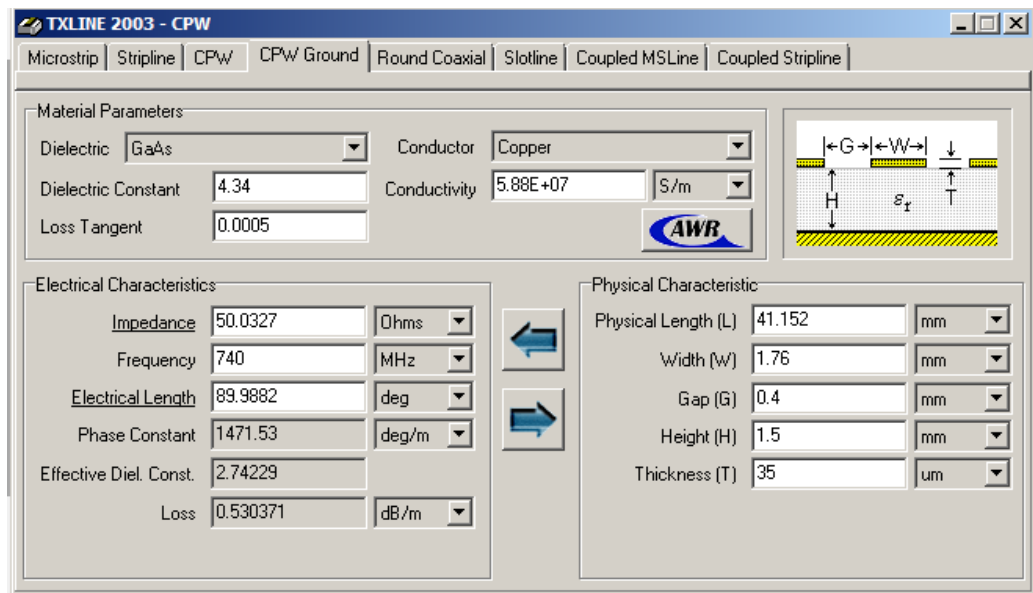 TXLINE 2003 - CPW
Microstrip Stripline CPW CPW Ground Round Coaxial Slotline Coupled MSLine Coupled Stripline
Material Parameters
Dielectric GaAs Conductor Copper
Dielectric Constant 4.34 Conductivity 5.88E+07 S/m
Loss Tangent 0.0005
AWR
G W
H εr T
Electrical Characteristics
Impedance 50.0327 Ohms
Frequency 740 MHz
Electrical Length 89.9882 deg
Phase Constant 1471.53 deg/m
Effective Diel. Const. 2.74229
Loss 0.530371 dB/m
Physical Characteristic
Physical Length (L) 41.152 mm
Width (W) 1.76 mm
Gap (G) 0.4 mm
Height (H) 1.5 mm
Thickness (T) 35 um